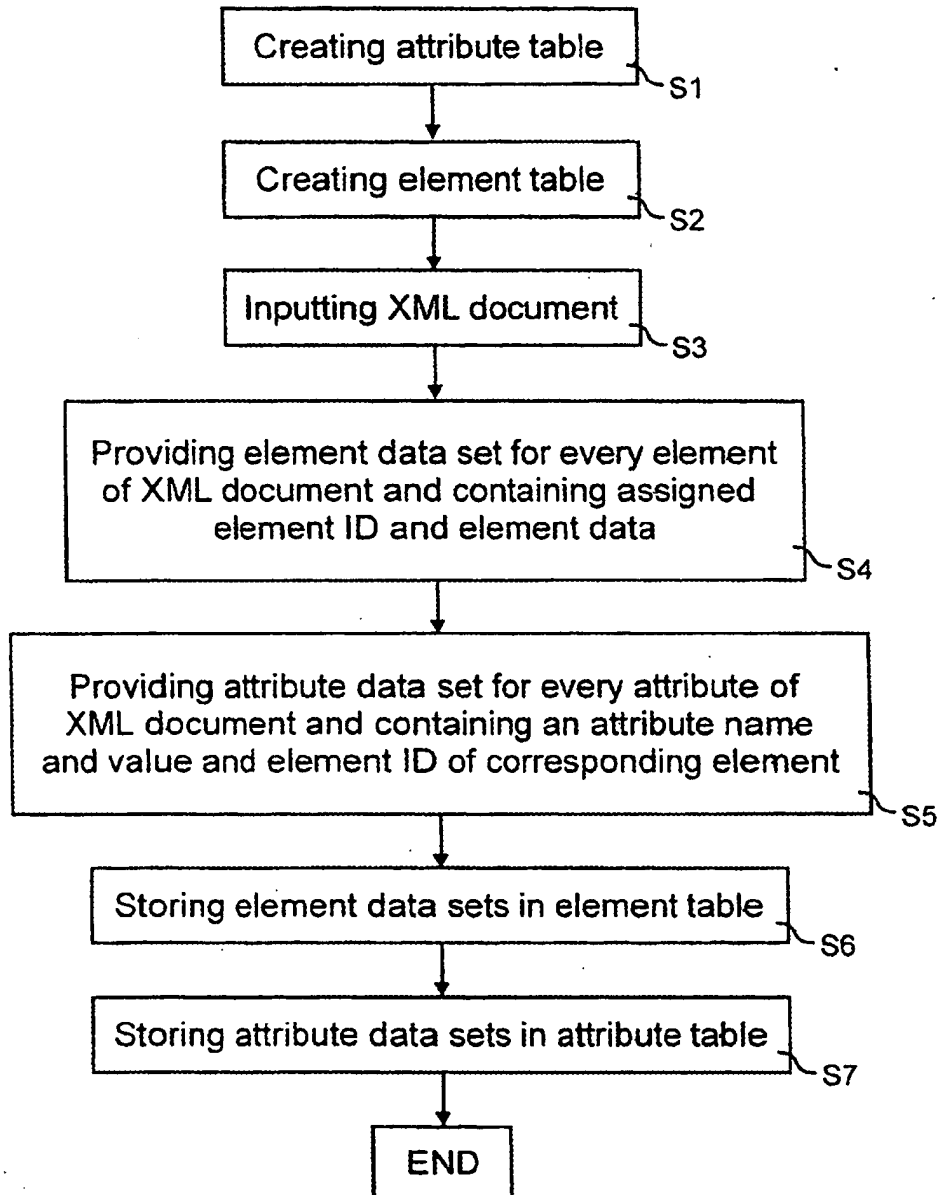 Creating attribute table
S1
Creating element table
S2
Inputting XML document
S3
Providing element data set for every element
of XML document and containing assigned
element ID and element data
S4
Providing attribute data set for every attribute of
XML document and containing an attribute name
and value and element ID of corresponding element
S5
Storing element data sets in element table
S6
Storing attribute data sets in attribute table
S7
END